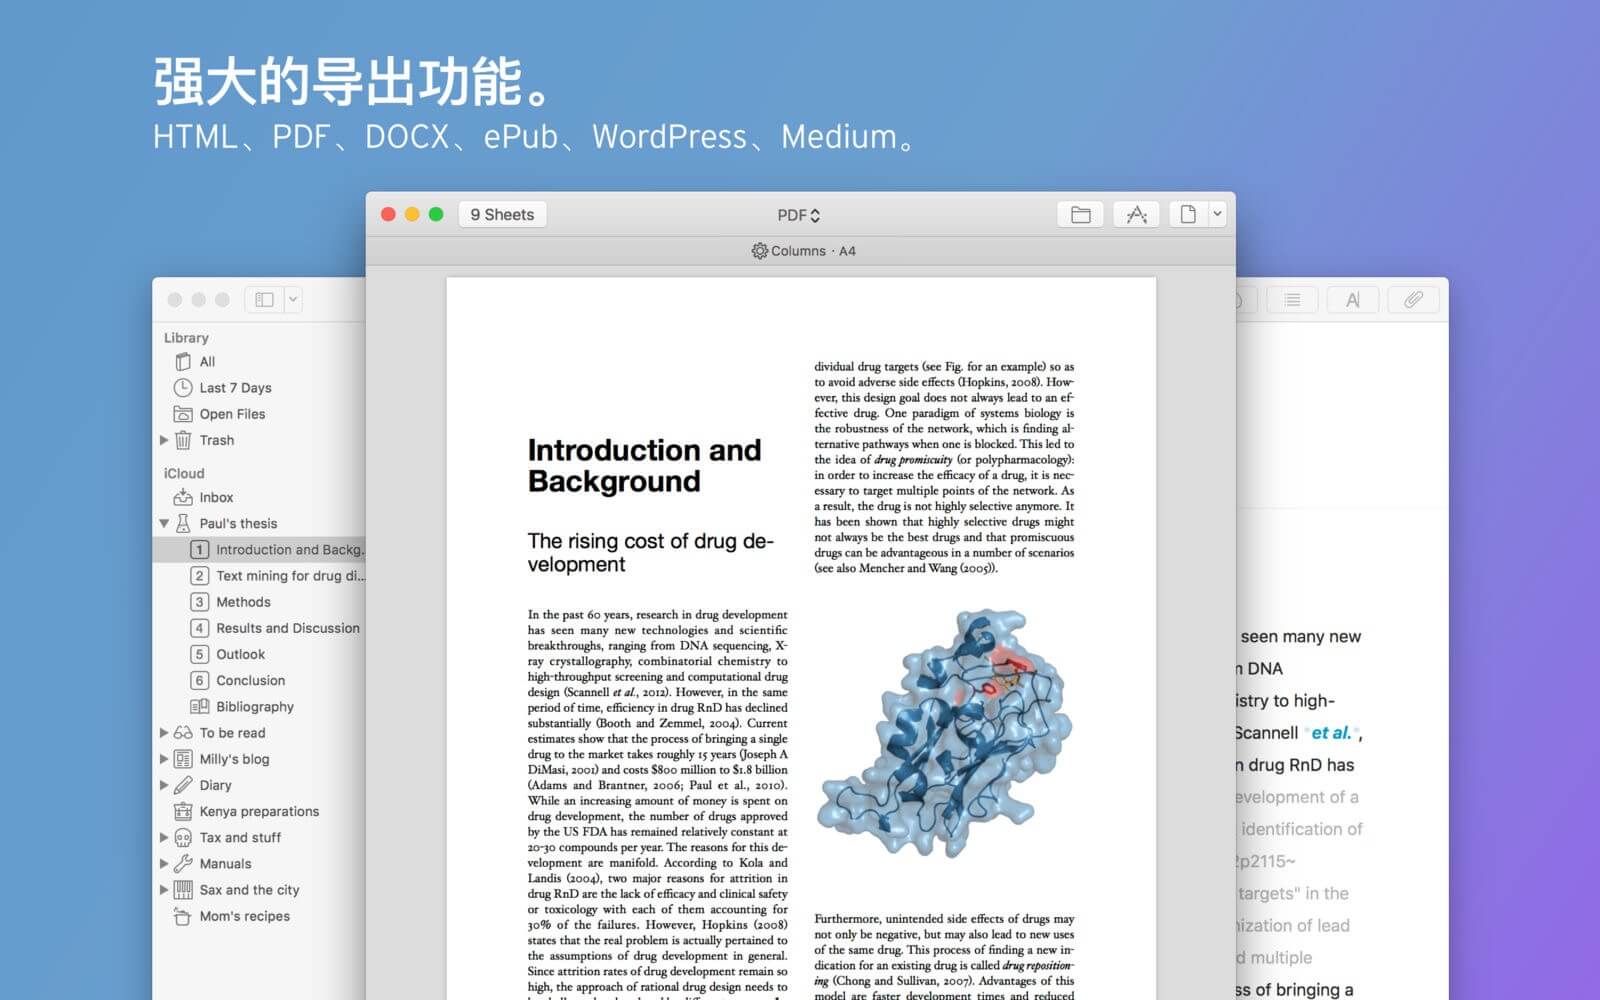 强大的导出功能。
HTML、PDF、DOCX、ePub、WordPress、Medium。
9 Sheets
PDF
Columns · A4
Library
All
Last 7 Days
Open Files
Trash
iCloud
Inbox
Paul's thesis
1 Introduction and Backg...
2 Text mining for drug di...
3 Methods
4 Results and Discussion
5 Outlook
6 Conclusion
Bibliography
To be read
Milly's blog
Diary
Kenya preparations
Tax and stuff
Manuals
Sax and the city
Mom's recipes
Introduction and
Background
The rising cost of drug de-
velopment
In the past 60 years, research in drug development
has seen many new technologies and scientific
breakthroughs, ranging from DNA sequencing, X-
ray crystallography, combinatorial chemistry to
high-throughput screening and computational drug
design (Scannell et al., 2012). However, in the same
period of time, efficiency in drug RnD has declined
substantially (Booth and Zemmel, 2004). Current
estimates show that the process of bringing a single
drug to the market takes roughly 15 years (Joseph A
DiMasi, 2001) and costs $800 million to $1.8 billion
(Adams and Brantner, 2006; Paul et al., 2010).
While an increasing amount of money is spent on
drug development, the number of drugs approved
by the US FDA has remained relatively constant at
20-30 compounds per year. The reasons for this de-
velopment are manifold. According to Kola and
Landis (2004), two major reasons for attrition in
drug RnD are the lack of efficacy and clinical safety
or toxicology with each of them accounting for
30% of the failures. However, Hopkins (2008)
states that the real problem is actually pertained to
the assumptions of drug development in general.
Since attrition rates of drug development remain so
high, the approach of rational drug design needs to
dividual drug targets (see Fig. for an example) so as
to avoid adverse side effects (Hopkins, 2008). How-
ever, this design goal does not always lead to an ef-
fective drug. One paradigm of systems biology is
the robustness of the network, which is finding al-
ternative pathways when one is blocked. This led to
the idea of drug promiscuity (or polypharmacology):
in order to increase the efficacy of a drug, it is nec-
essary to target multiple points of the network. As
a result, the drug is not highly selective anymore. It
has been shown that highly selective drugs might
not always be the best drugs and that promiscuous
drugs can be advantageous in a number of scenarios
(see also Mencher and Wang (2005)).
Furthermore, unintended side effects of drugs may
not only be negative, but may also lead to new uses
of the same drug. This process of finding a new in-
dication for an existing drug is called drug reposition-
ing (Chong and Sullivan, 2007). Advantages of this
model are faster development times and reduced
seen many new
DNA
istry to high-
Scannell et al.,
n drug RnD has
evelopment of a
identification of
2p2115~
targets" in the
nization of lead
d multiple
ss of bringing a